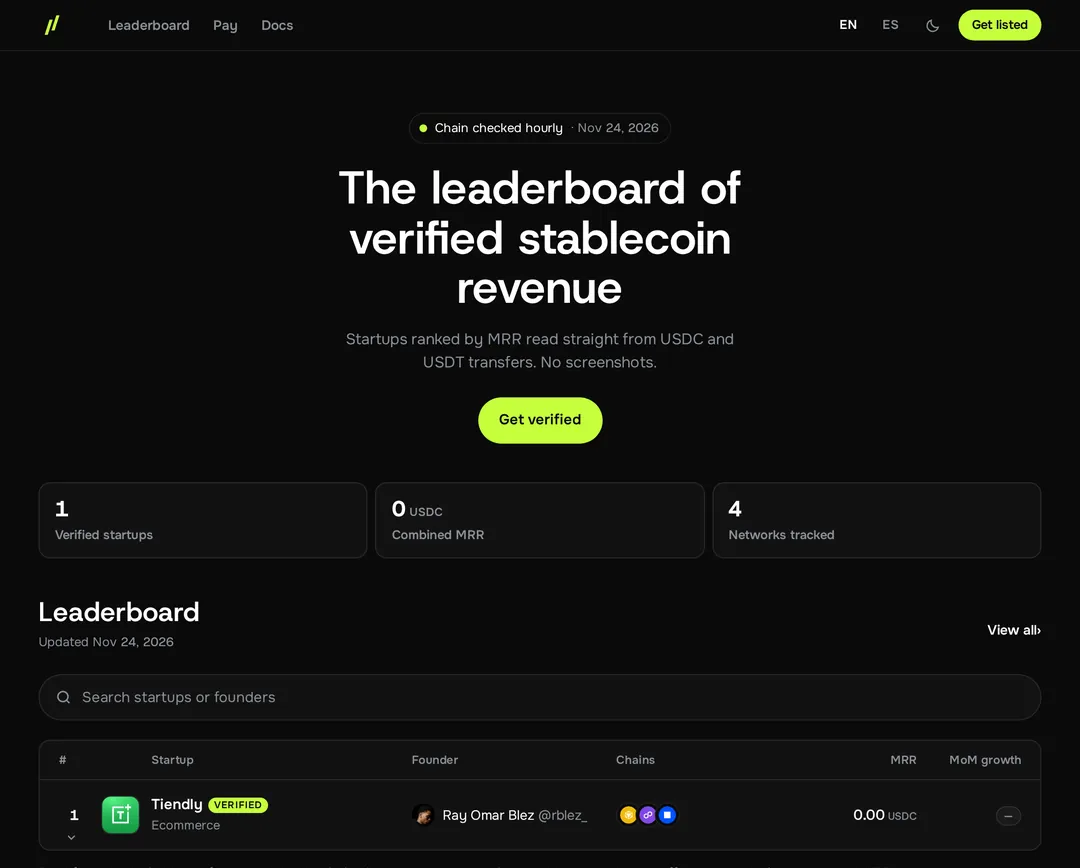 Leaderboard Pay Docs EN ES Get listed
Chain checked hourly · Nov 24, 2026
The leaderboard of
verified stablecoin
revenue
Startups ranked by MRR read straight from USDC and
USDT transfers. No screenshots.
Get verified
1
Verified startups
0 USDC
Combined MRR
4
Networks tracked
Leaderboard
Updated Nov 24, 2026
View all›
Search startups or founders
# Startup Founder Chains MRR MoM growth
1 Tiendly VERIFIED Ray Omar Blez @rblez_ 0.00 USDC —
Ecommerce